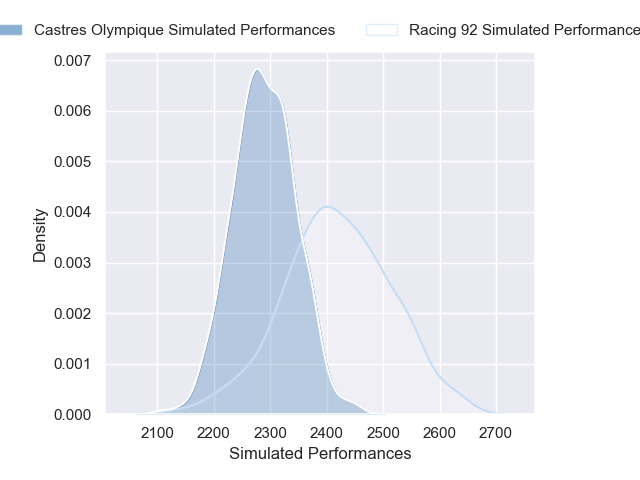 Castres Olympique Simulated Performances Racing 92 Simulated Performance
0.007
0.006
0.005
0.004
0.003
0.002
0.001
0.000
Density
2100 2200 2300 2400 2500 2600 2700
Simulated Performances